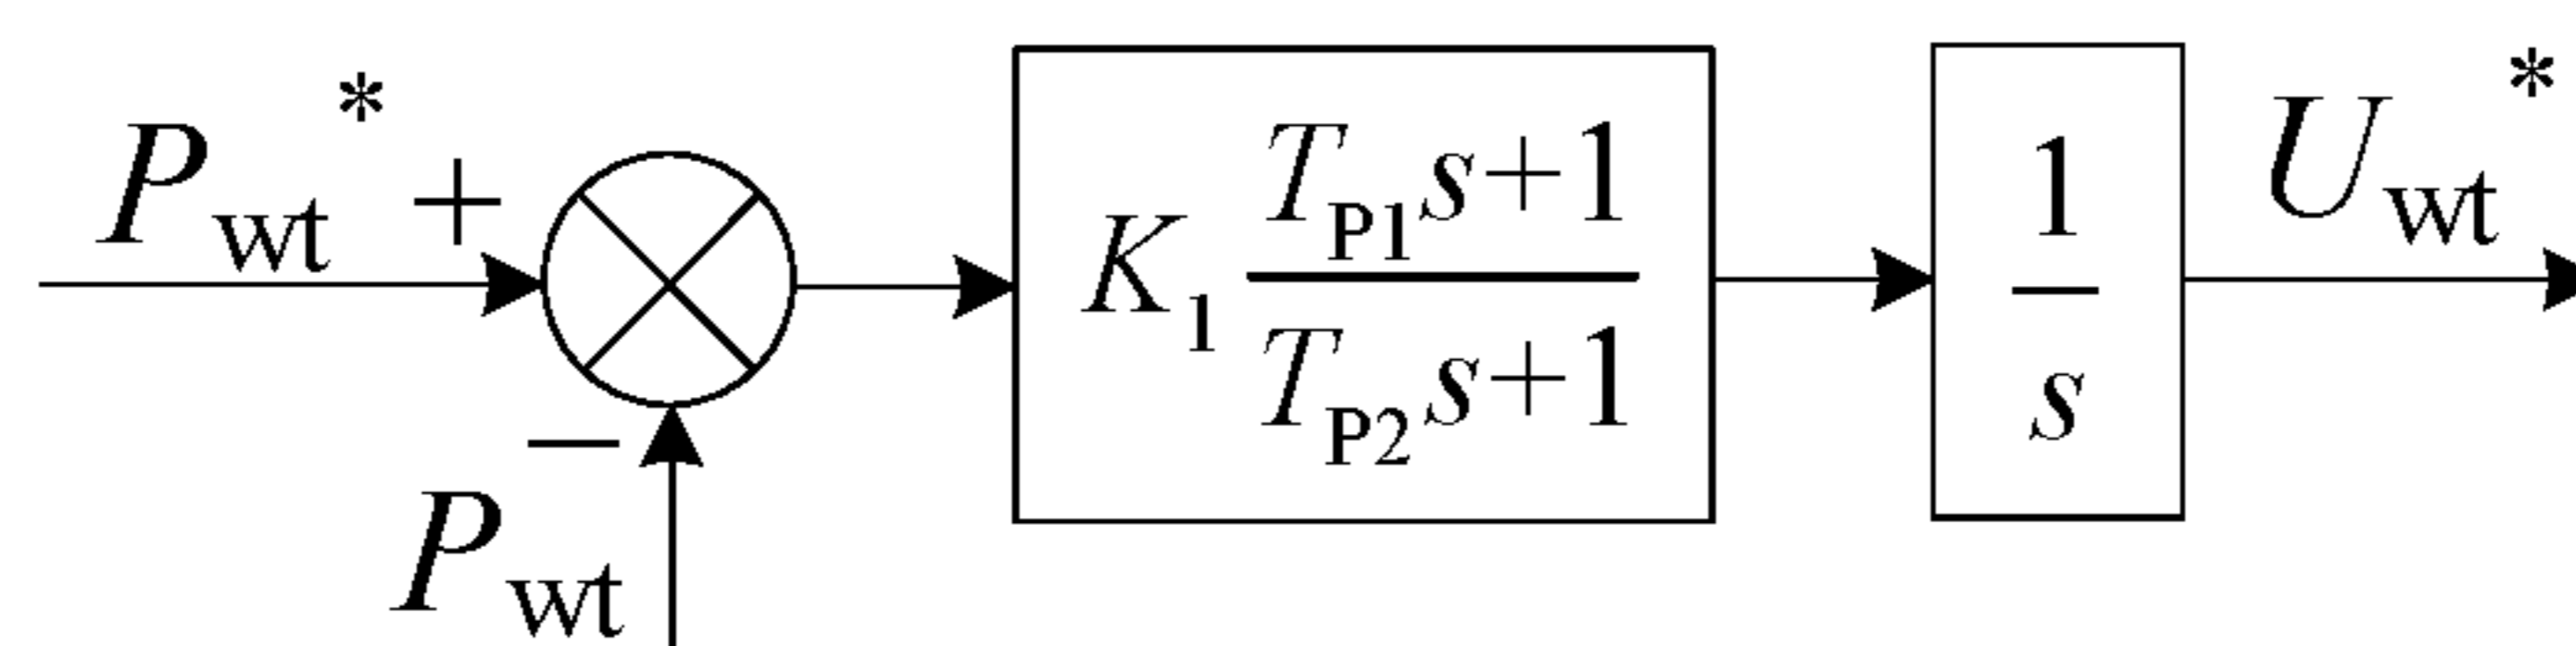 P_wt* +
−
P_wt
K_1 (T_P1 s+1)/(T_P2 s+1)
1/s
U_wt*